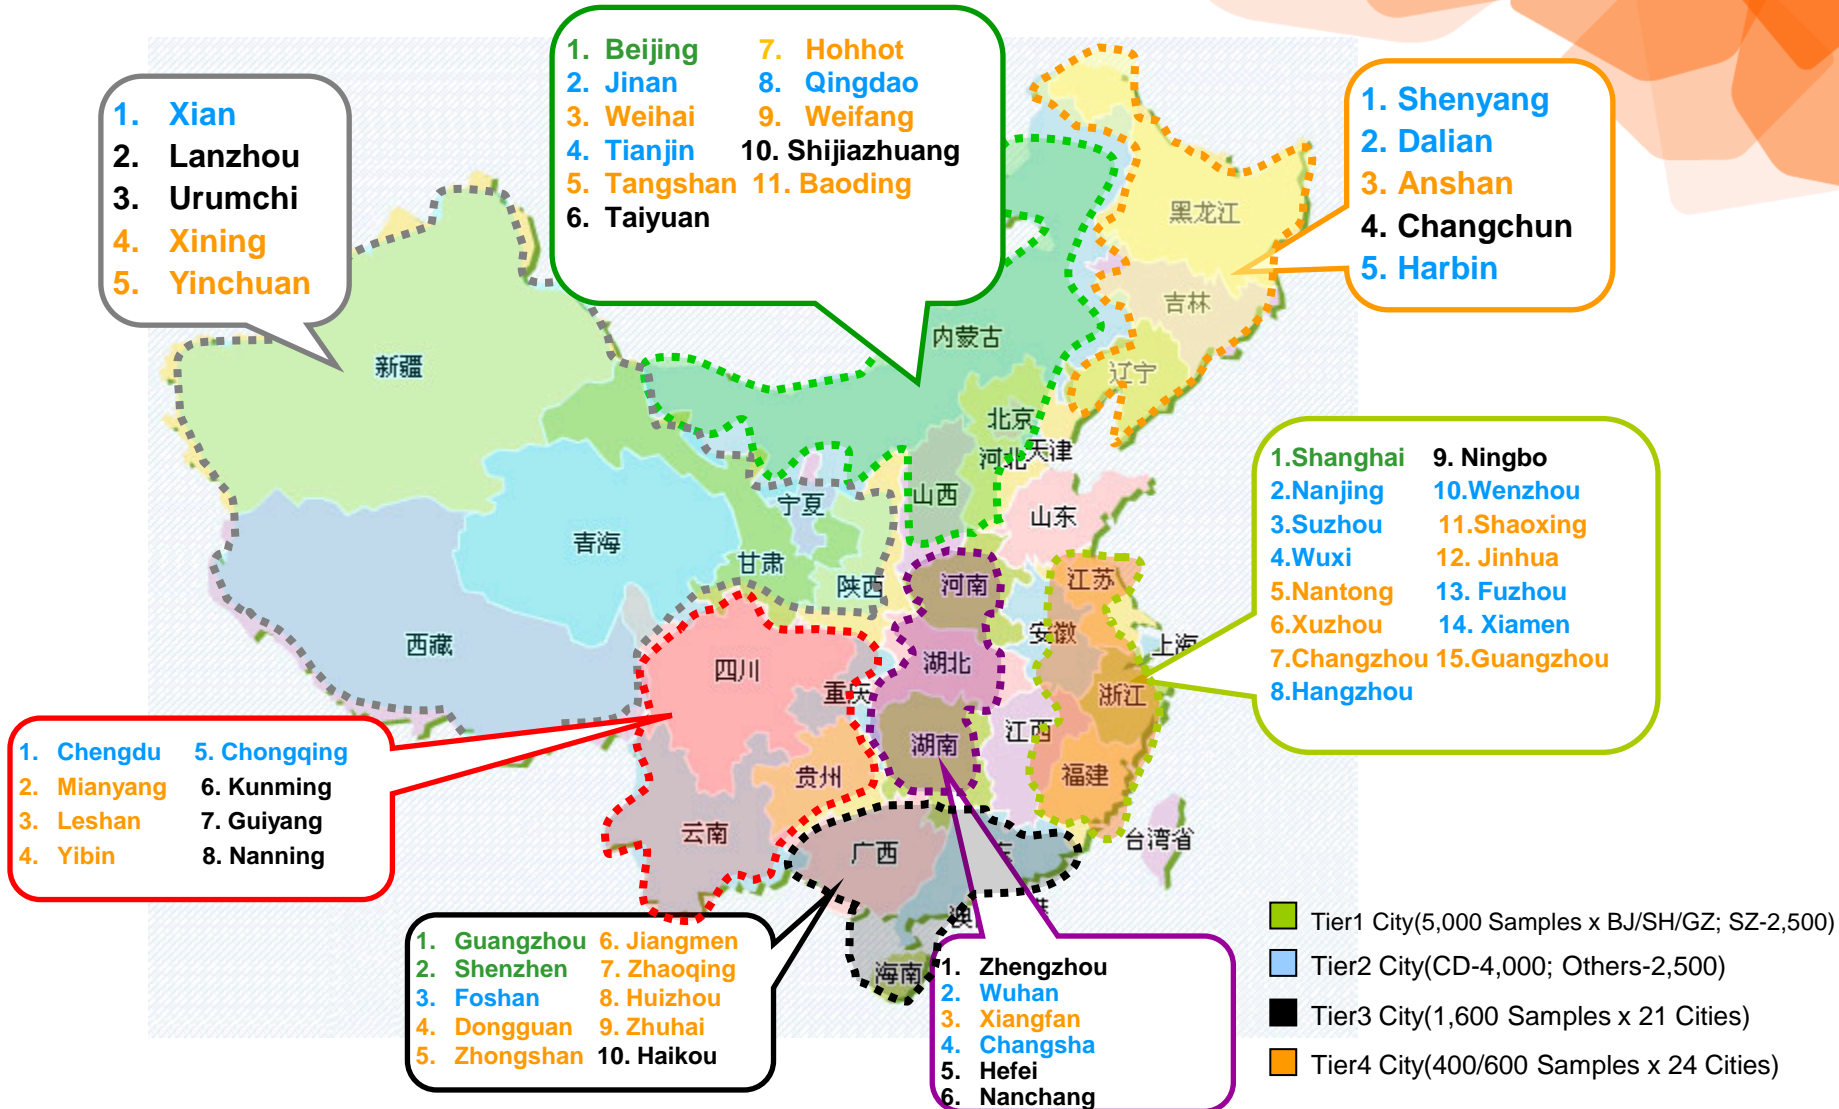 1. Beijing 7. Hohhot
2. Jinan 8. Qingdao
3. Weihai 9. Weifang
4. Tianjin 10. Shijiazhuang
5. Tangshan 11. Baoding
6. Taiyuan
1. Xian
2. Lanzhou
3. Urumchi
4. Xining
5. Yinchuan
1. Shenyang
2. Dalian
3. Anshan
4. Changchun
5. Harbin
黑龙江
吉林
内蒙古
辽宁
新疆
北京
天津
河北
山西
宁夏
山东
青海
甘肃
陕西
河南
江苏
安徽
上海
西藏
四川
湖北
重庆
浙江
江西
湖南
贵州
福建
云南
广西
台湾省
海南
澳
1.Shanghai 9. Ningbo
2.Nanjing 10.Wenzhou
3.Suzhou 11.Shaoxing
4.Wuxi 12. Jinhua
5.Nantong 13. Fuzhou
6.Xuzhou 14. Xiamen
7.Changzhou 15.Guangzhou
8.Hangzhou
1. Chengdu 5. Chongqing
2. Mianyang 6. Kunming
3. Leshan 7. Guiyang
4. Yibin 8. Nanning
1. Guangzhou 6. Jiangmen
2. Shenzhen 7. Zhaoqing
3. Foshan 8. Huizhou
4. Dongguan 9. Zhuhai
5. Zhongshan 10. Haikou
1. Zhengzhou
2. Wuhan
3. Xiangfan
4. Changsha
5. Hefei
6. Nanchang
Tier1 City(5,000 Samples x BJ/SH/GZ; SZ-2,500)
Tier2 City(CD-4,000; Others-2,500)
Tier3 City(1,600 Samples x 21 Cities)
Tier4 City(400/600 Samples x 24 Cities)